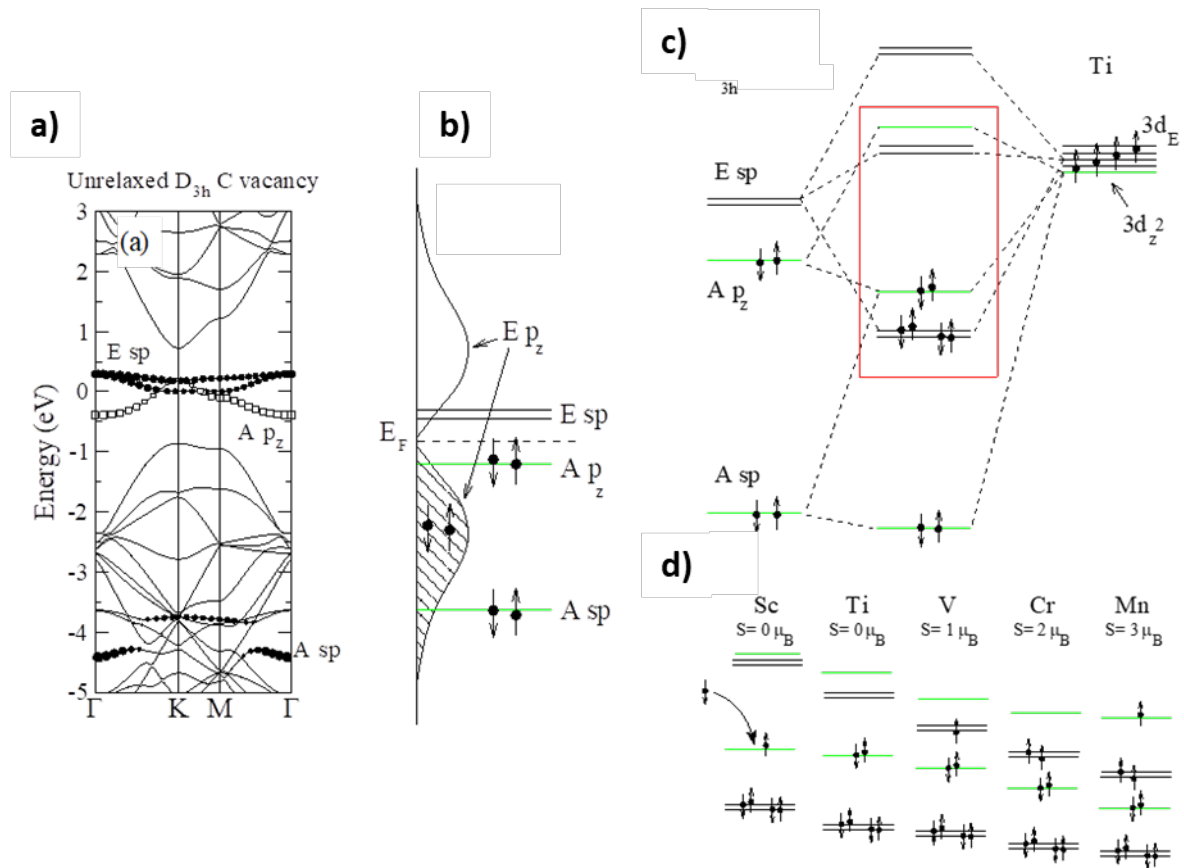 a)
Unrelaxed D3h C vacancy
(a)
3
2
1
0
-1
-2
-3
-4
-5
Energy (eV)
E sp
A pz
A sp
Γ K M Γ
b)
E pz
E sp
EF
A pz
A sp
c)
3h
Ti
3dE
E sp
3dz2
A pz
A sp
d)
Sc Ti V Cr Mn
S= 0 μB S= 0 μB S= 1 μB S= 2 μB S= 3 μB